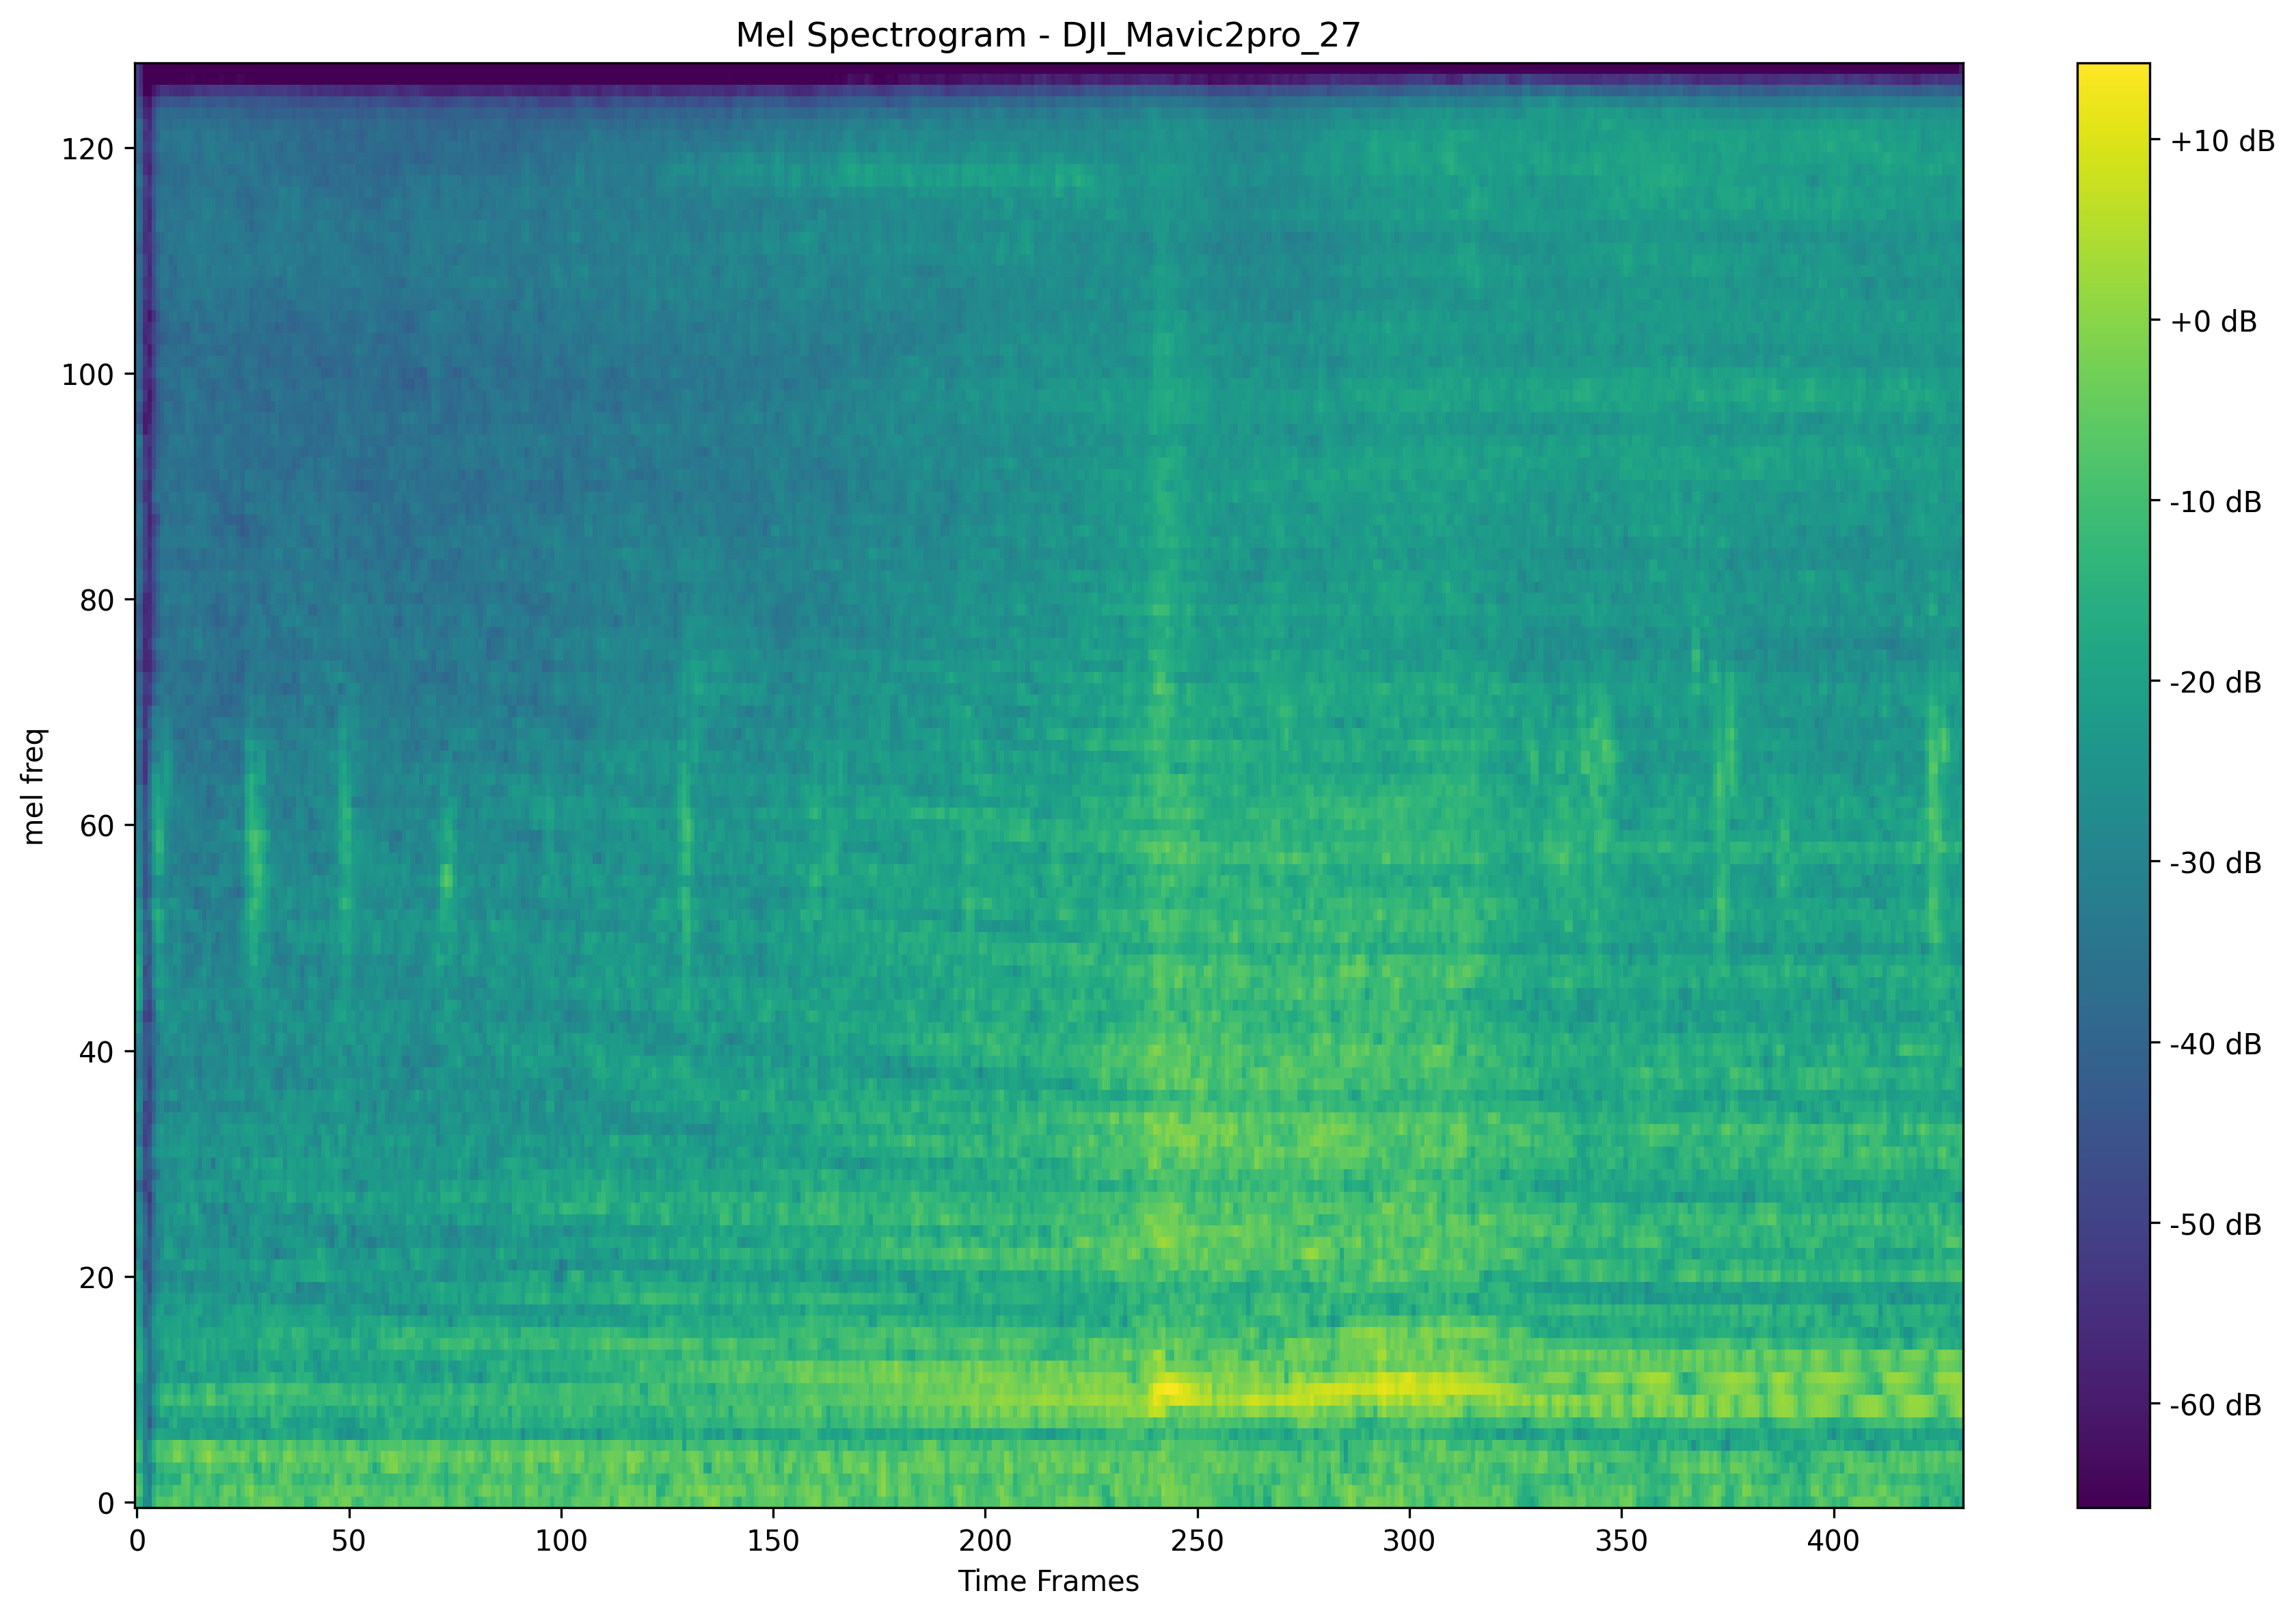 Mel Spectrogram - DJI_Mavic2pro_27
mel freq
120
100
80
60
40
20
0
0 50 100 150 200 250 300 350 400
Time Frames
+10 dB
+0 dB
-10 dB
-20 dB
-30 dB
-40 dB
-50 dB
-60 dB